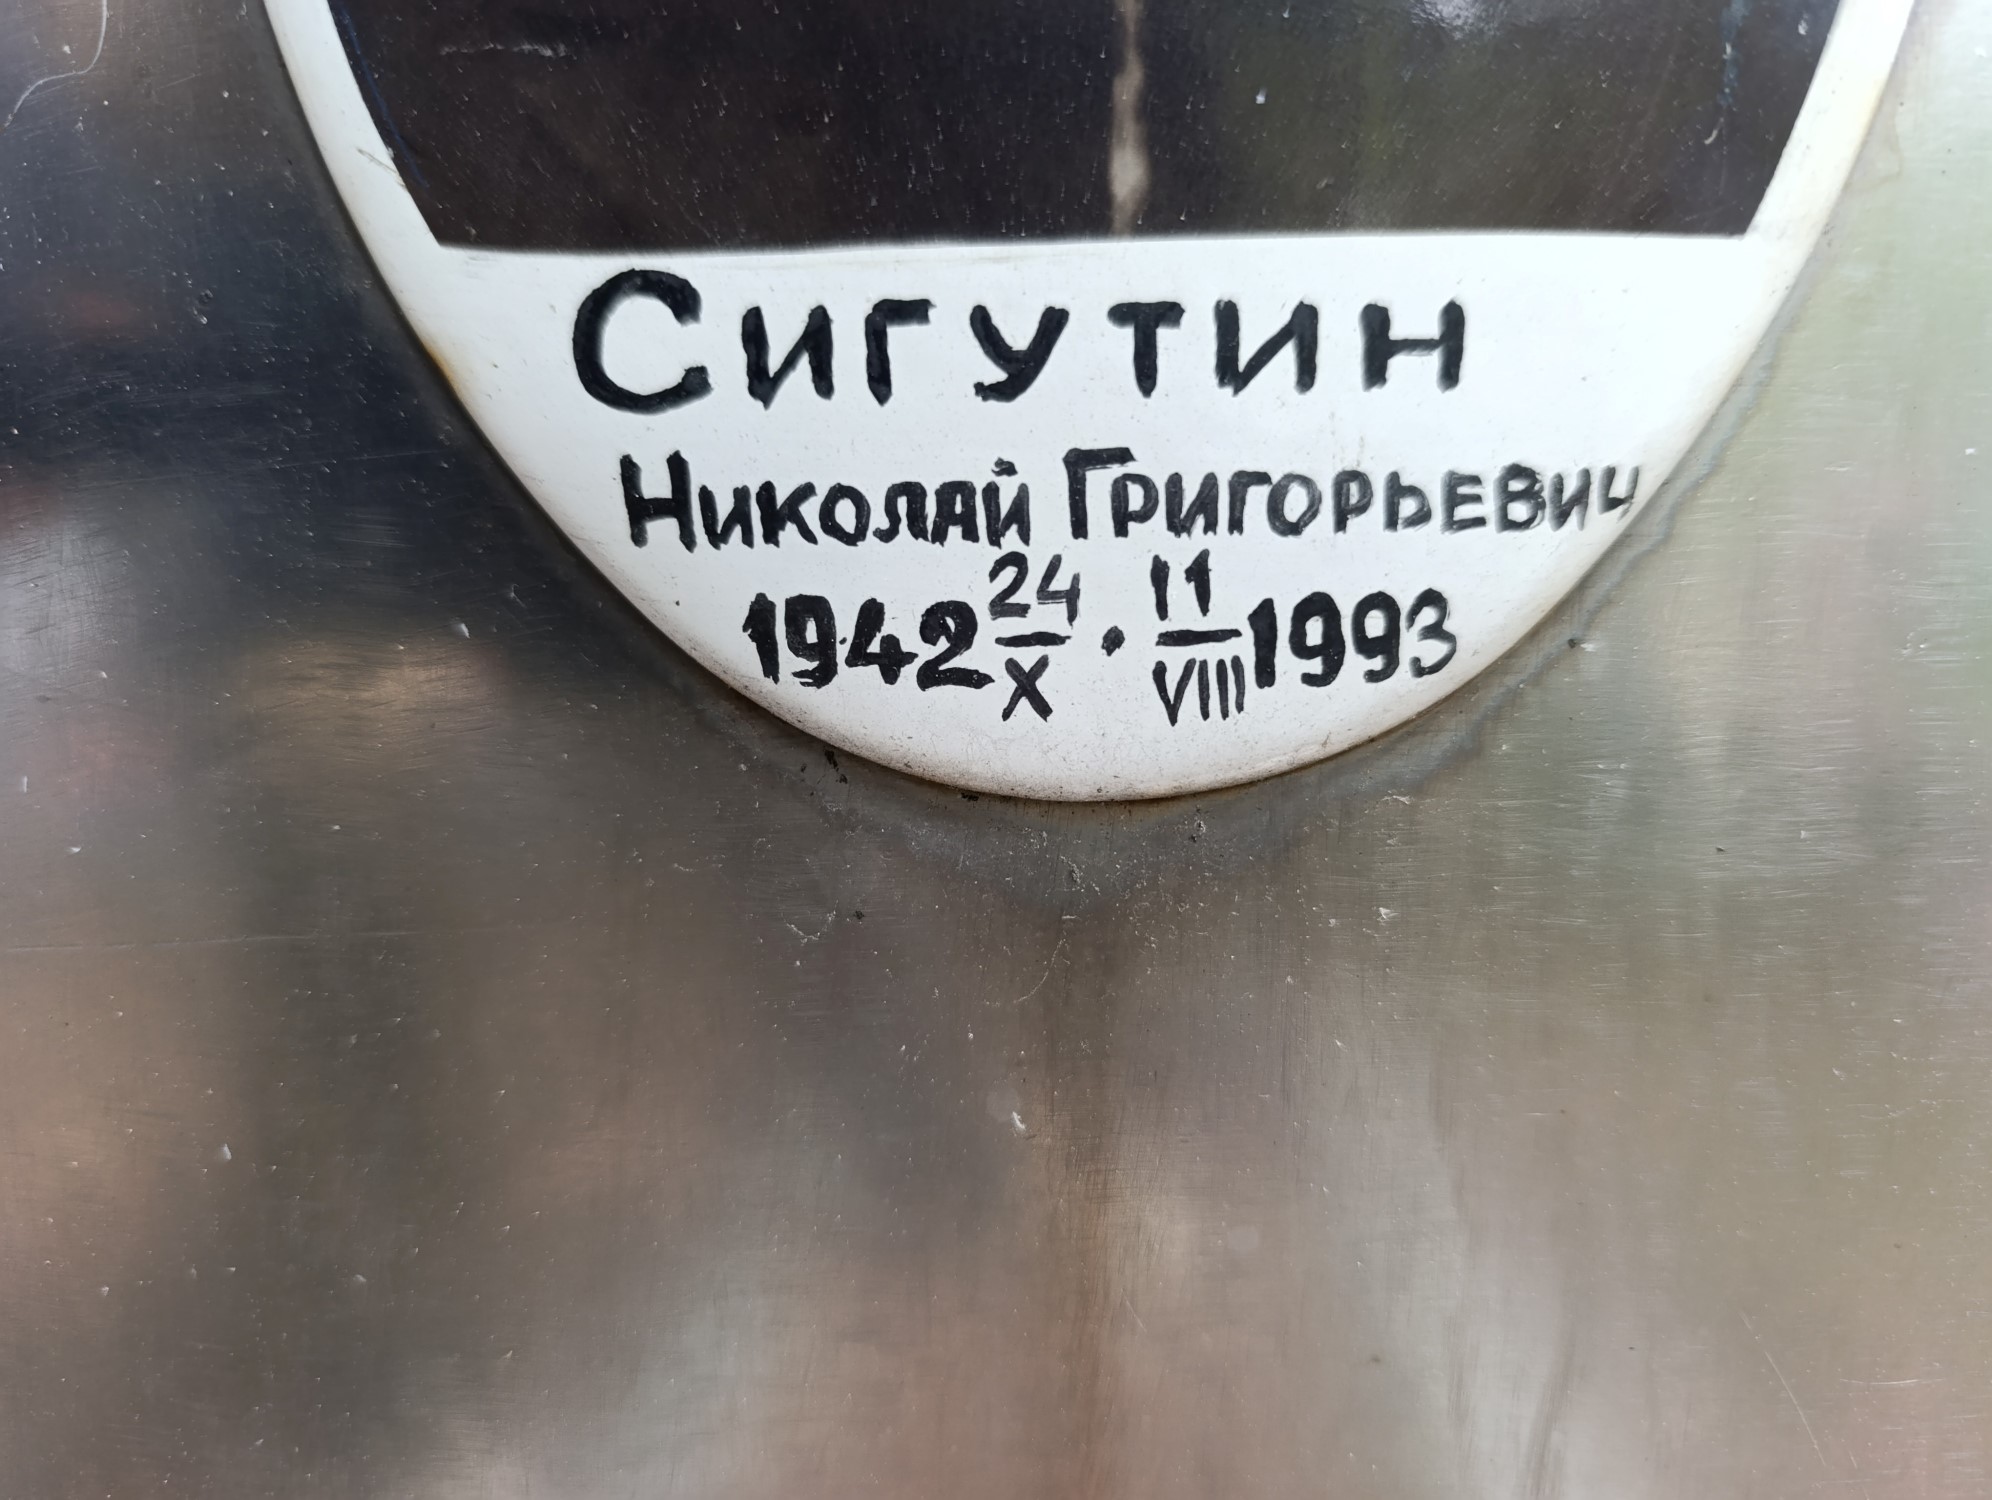 Сигутин
Николай Григорьевич
1942 24/X · 11/VIII 1993